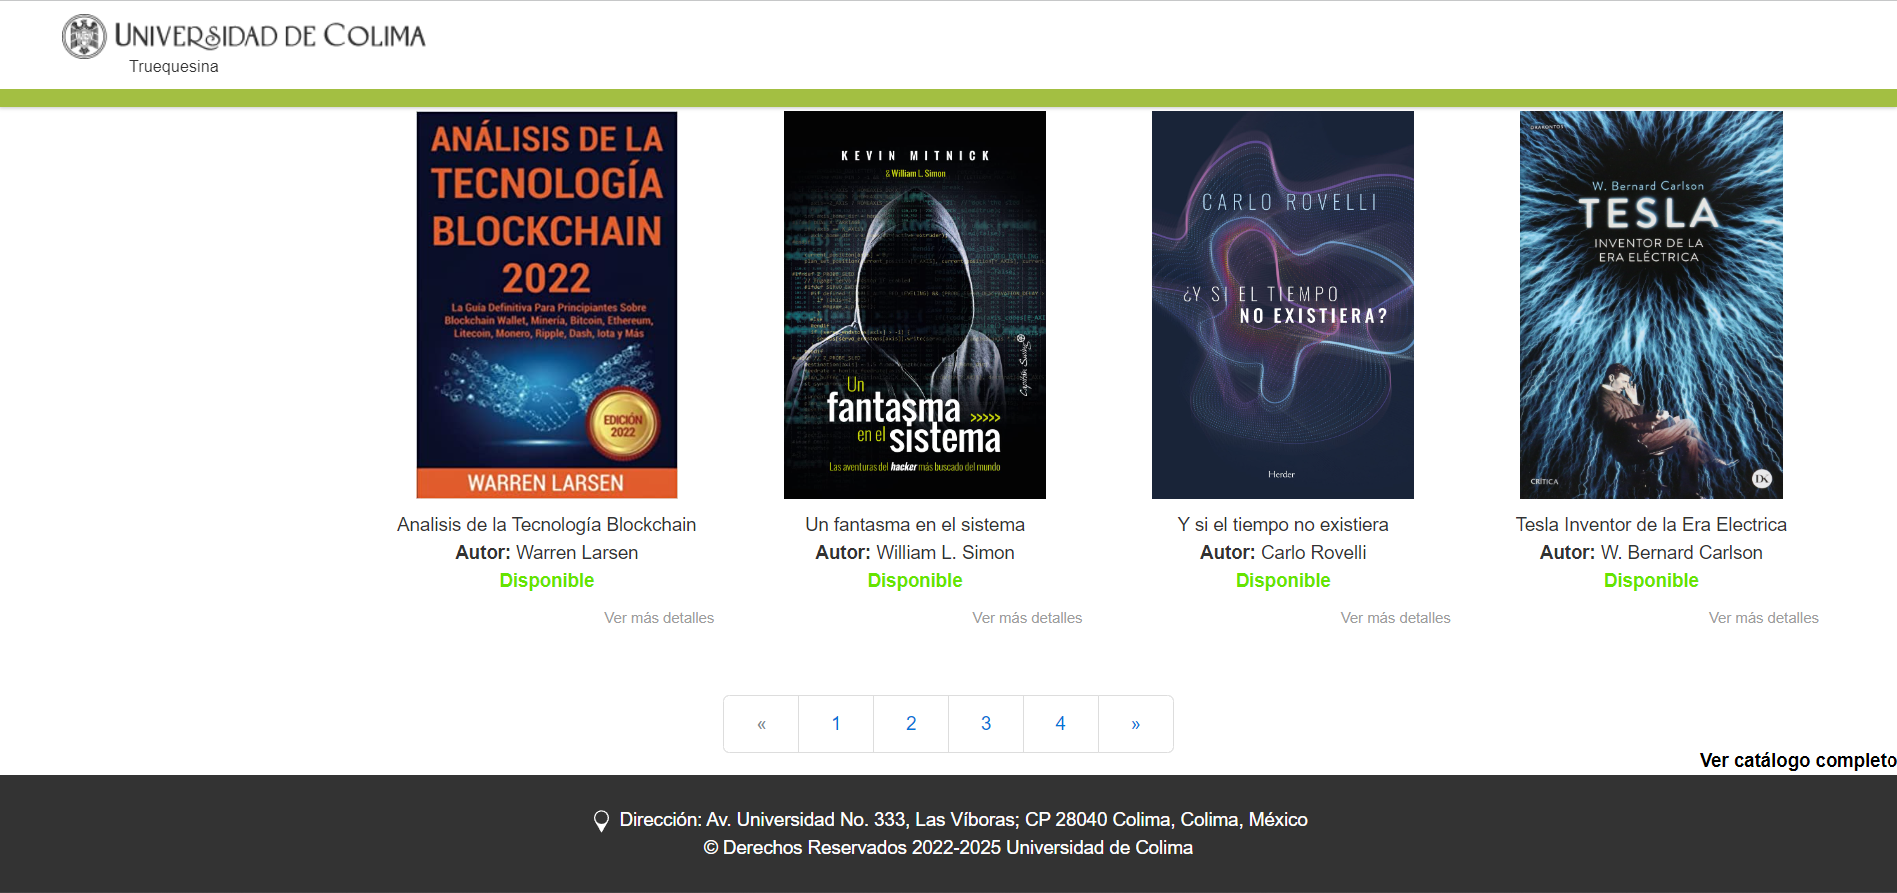 UNIVERSIDAD DE COLIMA
Truequesina
ANÁLISIS DE LA
TECNOLOGÍA
BLOCKCHAIN
2022
La Guía Definitiva Para Principiantes Sobre
Blockchain Wallet, Minería, Bitcoin, Ethereum,
Litecoin, Monero, Ripple, Dash, Iota y Más
EDICIÓN
2022
WARREN LARSEN
KEVIN MITNICK
& William L. Simon
Un
fantasma >>>>>
en el sistema
Las aventuras del hacker más buscado del mundo
Capitán Swing
CARLO ROVELLI
¿Y SI EL TIEMPO
NO EXISTIERA?
Herder
DRAKONTOS
W. Bernard Carlson
TESLA
INVENTOR DE LA
ERA ELÉCTRICA
CRÍTICA
DK
Analisis de la Tecnología Blockchain
Autor: Warren Larsen
Disponible
Ver más detalles
Un fantasma en el sistema
Autor: William L. Simon
Disponible
Ver más detalles
Y si el tiempo no existiera
Autor: Carlo Rovelli
Disponible
Ver más detalles
Tesla Inventor de la Era Electrica
Autor: W. Bernard Carlson
Disponible
Ver más detalles
« 1 2 3 4 »
Ver catálogo completo
Dirección: Av. Universidad No. 333, Las Víboras; CP 28040 Colima, Colima, México
© Derechos Reservados 2022-2025 Universidad de Colima